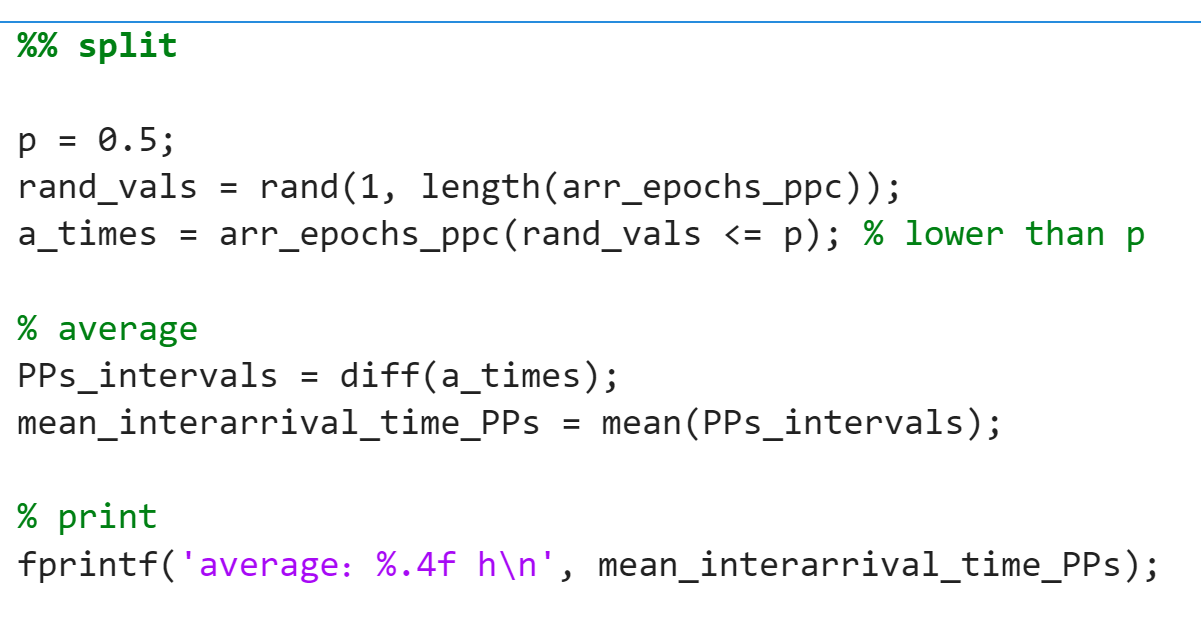 %% split
p = 0.5;
rand_vals = rand(1, length(arr_epochs_ppc));
a_times = arr_epochs_ppc(rand_vals <= p); % lower than p
% average
PPs_intervals = diff(a_times);
mean_interarrival_time_PPs = mean(PPs_intervals);
% print
fprintf('average: %.4f h\n', mean_interarrival_time_PPs);